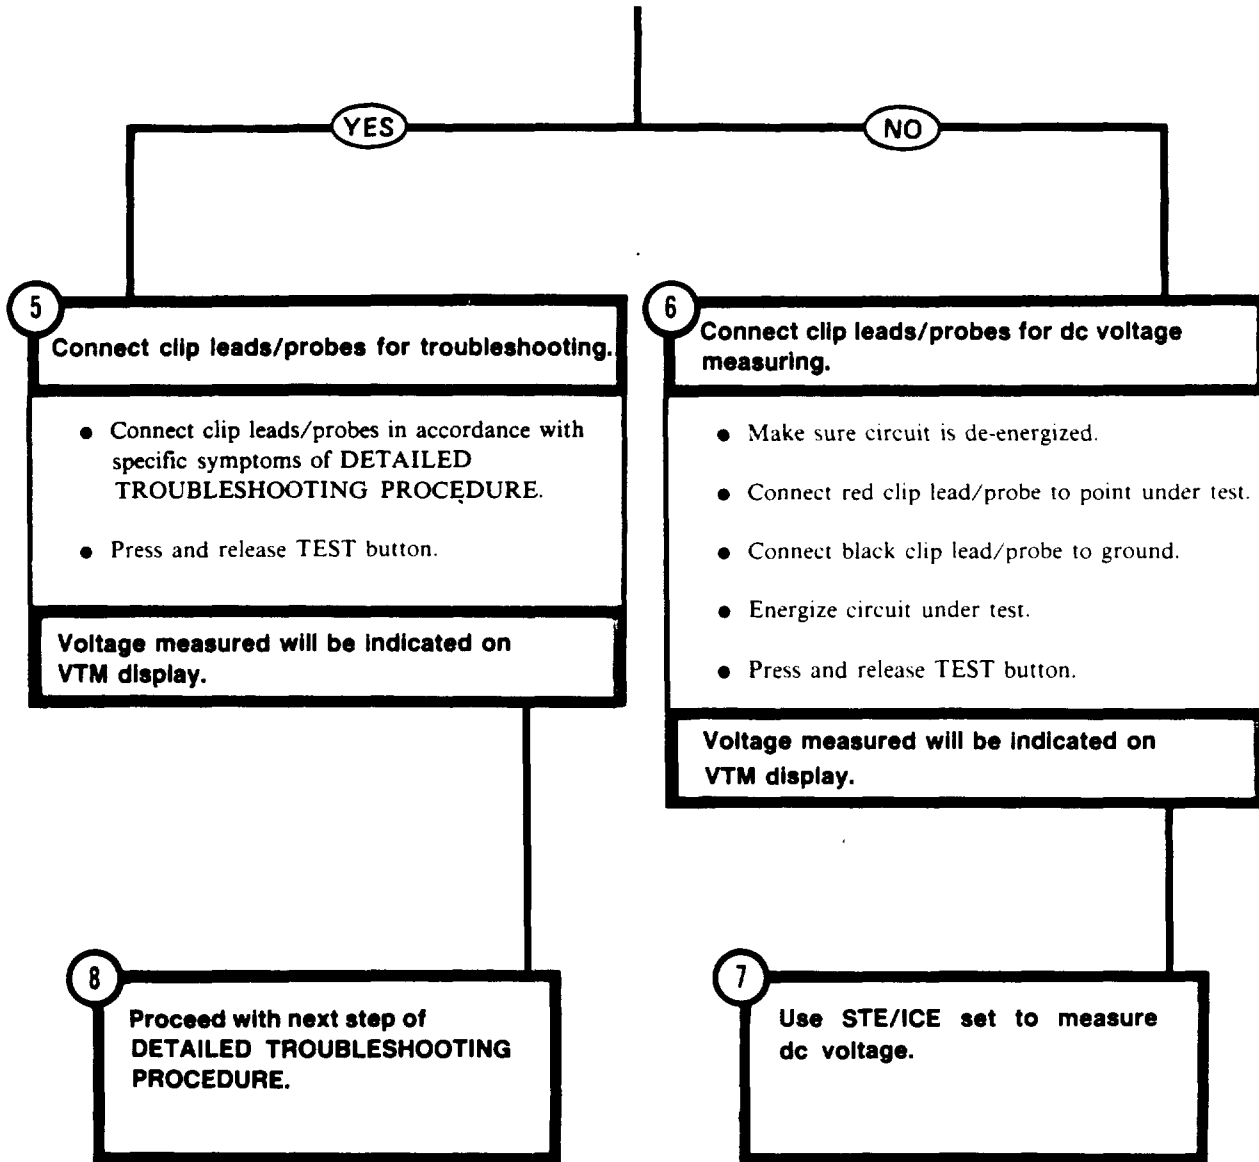 YES
NO
5
Connect clip leads/probes for troubleshooting.
● Connect clip leads/probes in accordance with
specific symptoms of DETAILED
TROUBLESHOOTING PROCEDURE.
● Press and release TEST button.
Voltage measured will be indicated on
VTM display.
6
Connect clip leads/probes for dc voltage
measuring.
● Make sure circuit is de-energized.
● Connect red clip lead/probe to point under test.
● Connect black clip lead/probe to ground.
● Energize circuit under test.
● Press and release TEST button.
Voltage measured will be indicated on
VTM display.
8
Proceed with next step of
DETAILED TROUBLESHOOTING
PROCEDURE.
7
Use STE/ICE set to measure
dc voltage.